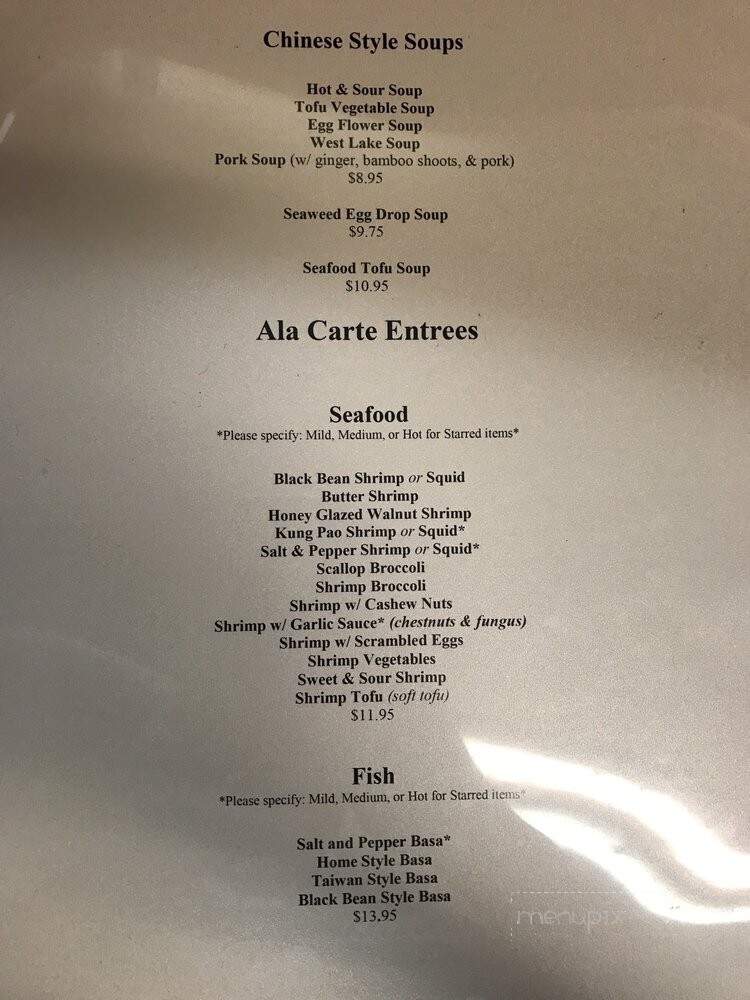 Chinese Style Soups
Hot & Sour Soup
Tofu Vegetable Soup
Egg Flower Soup
West Lake Soup
Pork Soup (w/ ginger, bamboo shoots, & pork)
$8.95
Seaweed Egg Drop Soup
$9.75
Seafood Tofu Soup
$10.95
Ala Carte Entrees
Seafood
*Please specify: Mild, Medium, or Hot for Starred items*
Black Bean Shrimp or Squid
Butter Shrimp
Honey Glazed Walnut Shrimp
Kung Pao Shrimp or Squid*
Salt & Pepper Shrimp or Squid*
Scallop Broccoli
Shrimp Broccoli
Shrimp w/ Cashew Nuts
Shrimp w/ Garlic Sauce* (chestnuts & fungus)
Shrimp w/ Scrambled Eggs
Shrimp Vegetables
Sweet & Sour Shrimp
Shrimp Tofu (soft tofu)
$11.95
Fish
*Please specify: Mild, Medium, or Hot for Starred items*
Salt and Pepper Basa*
Home Style Basa
Taiwan Style Basa
Black Bean Style Basa
$13.95
menupix